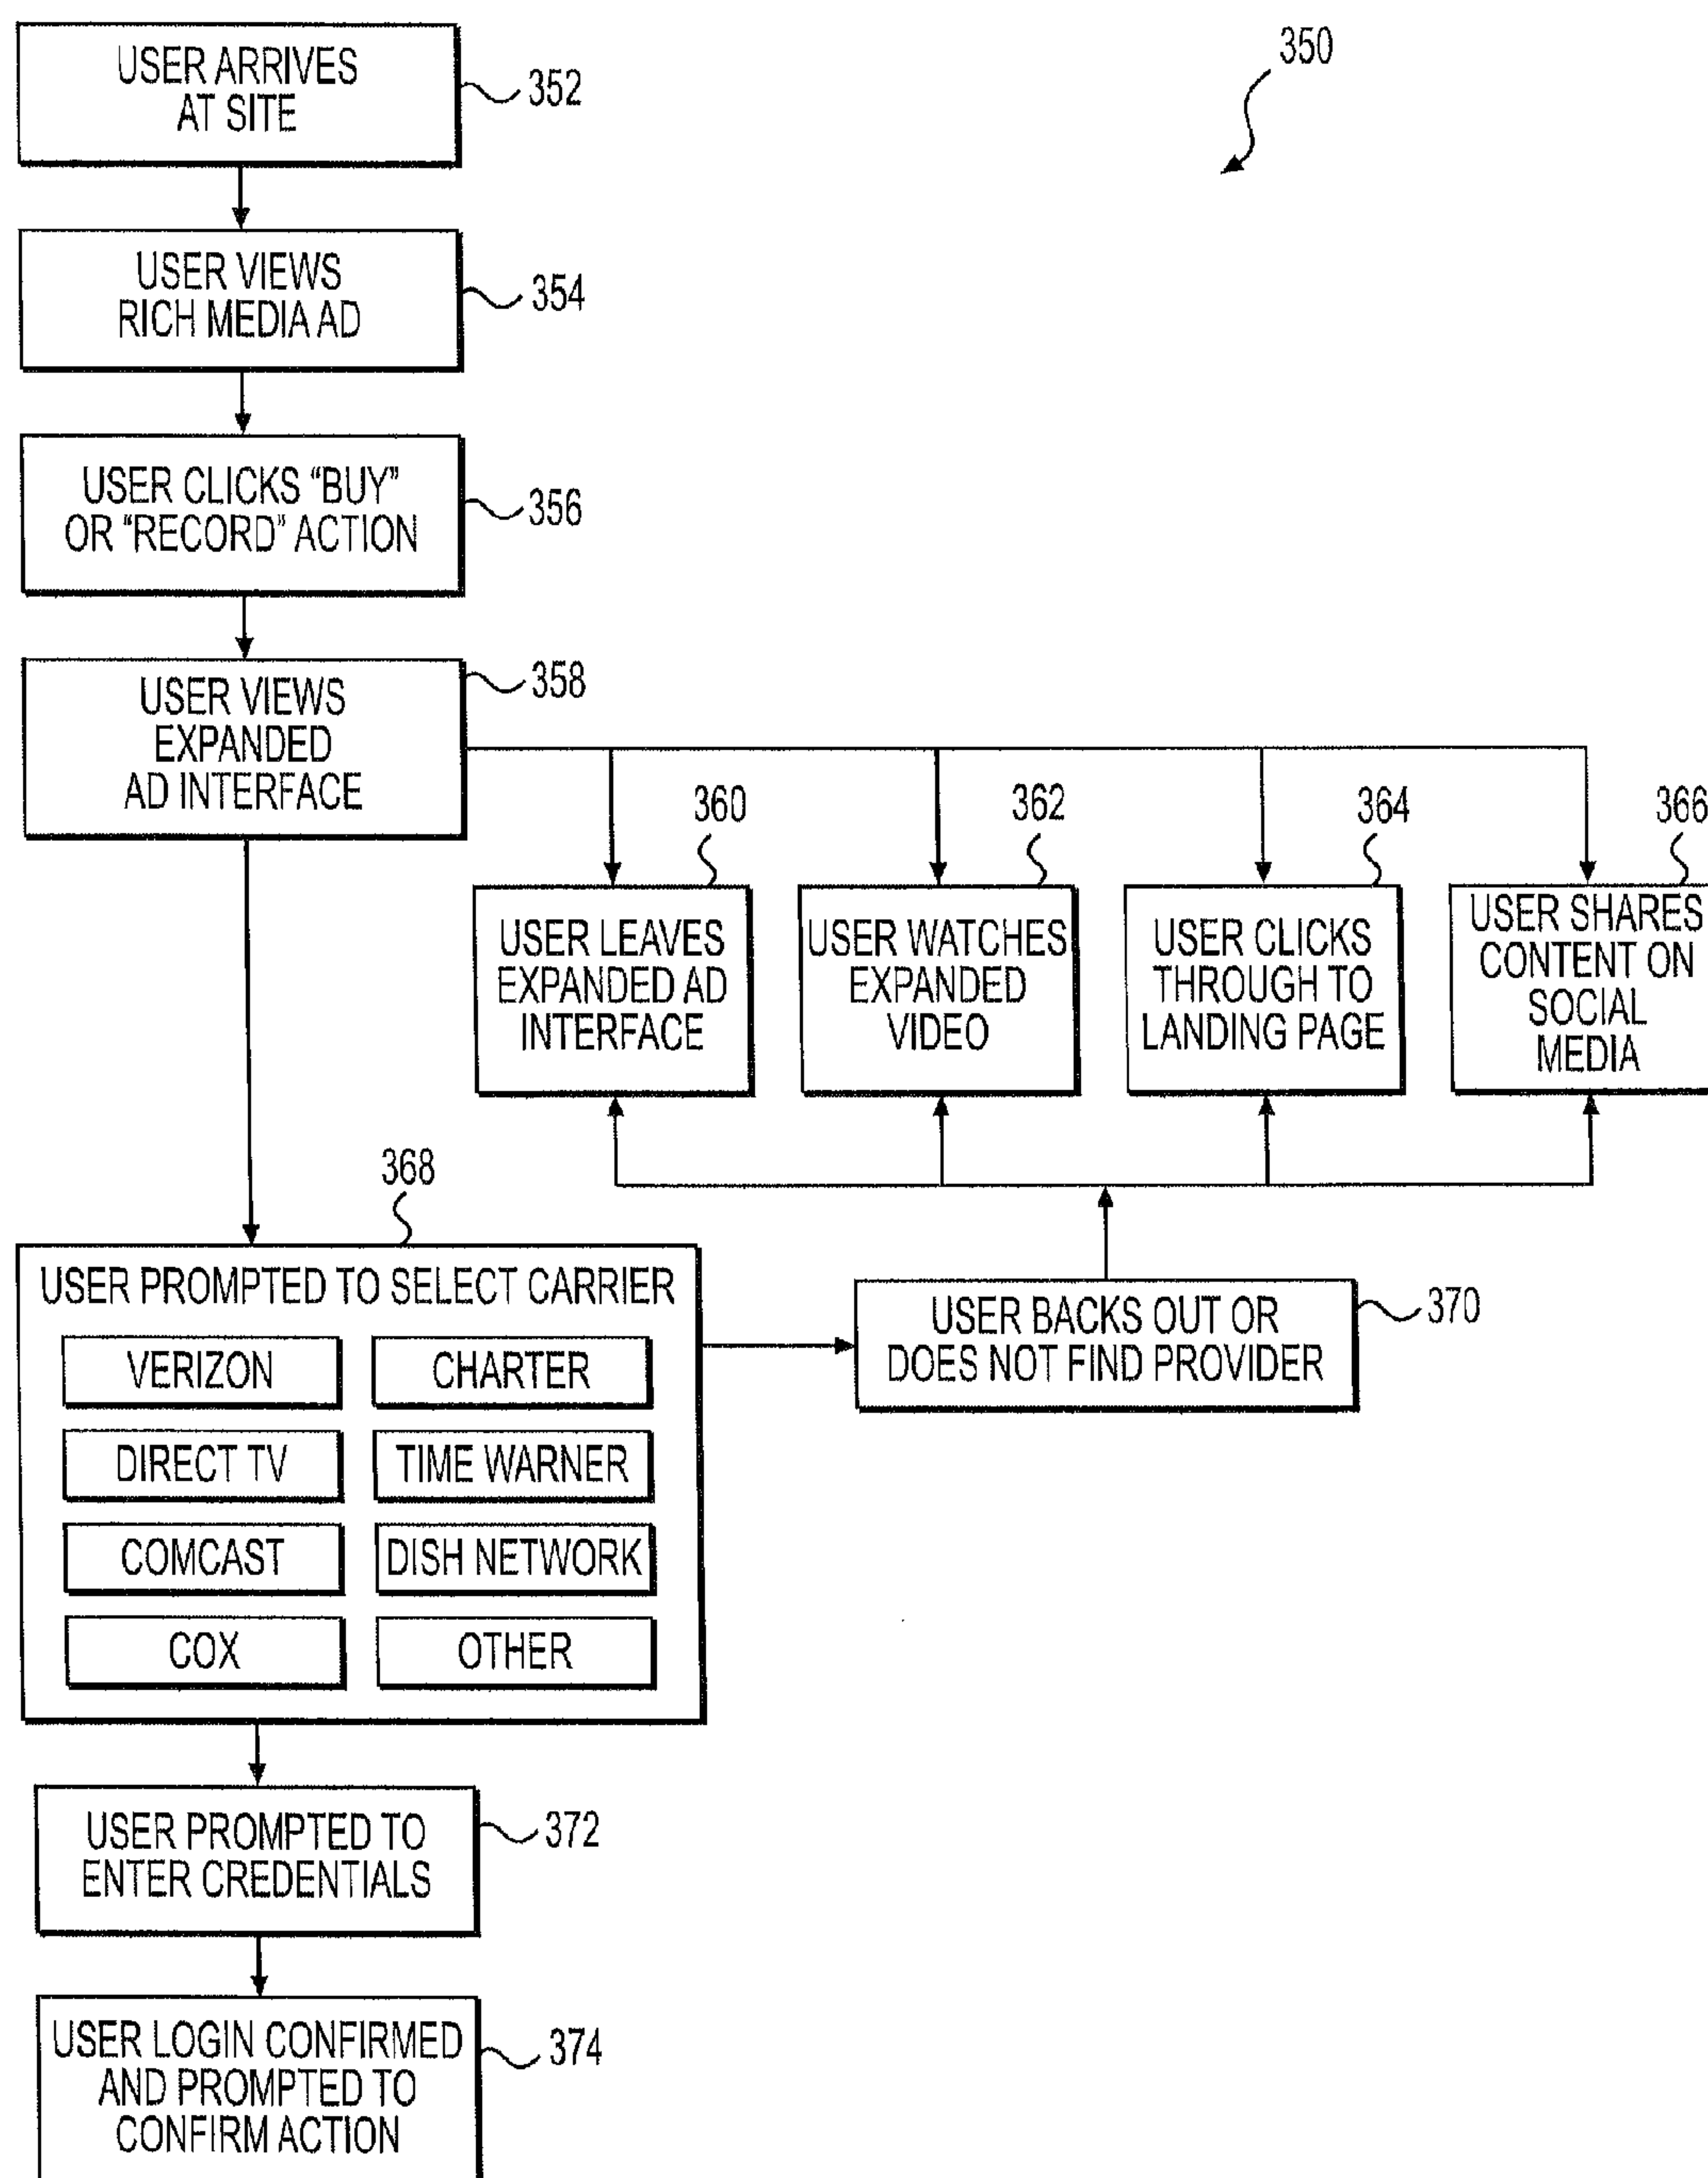 350
USER ARRIVES
AT SITE
352
USER VIEWS
RICH MEDIA AD
354
USER CLICKS “BUY”
OR “RECORD” ACTION
356
USER VIEWS
EXPANDED
AD INTERFACE
358
360
USER LEAVES
EXPANDED AD
INTERFACE
362
USER WATCHES
EXPANDED
VIDEO
364
USER CLICKS
THROUGH TO
LANDING PAGE
366
USER SHARES
CONTENT ON
SOCIAL
MEDIA
368
USER PROMPTED TO SELECT CARRIER
VERIZON
CHARTER
DIRECT TV
TIME WARNER
COMCAST
DISH NETWORK
COX
OTHER
USER BACKS OUT OR
DOES NOT FIND PROVIDER
370
USER PROMPTED TO
ENTER CREDENTIALS
372
USER LOGIN CONFIRMED
AND PROMPTED TO
CONFIRM ACTION
374